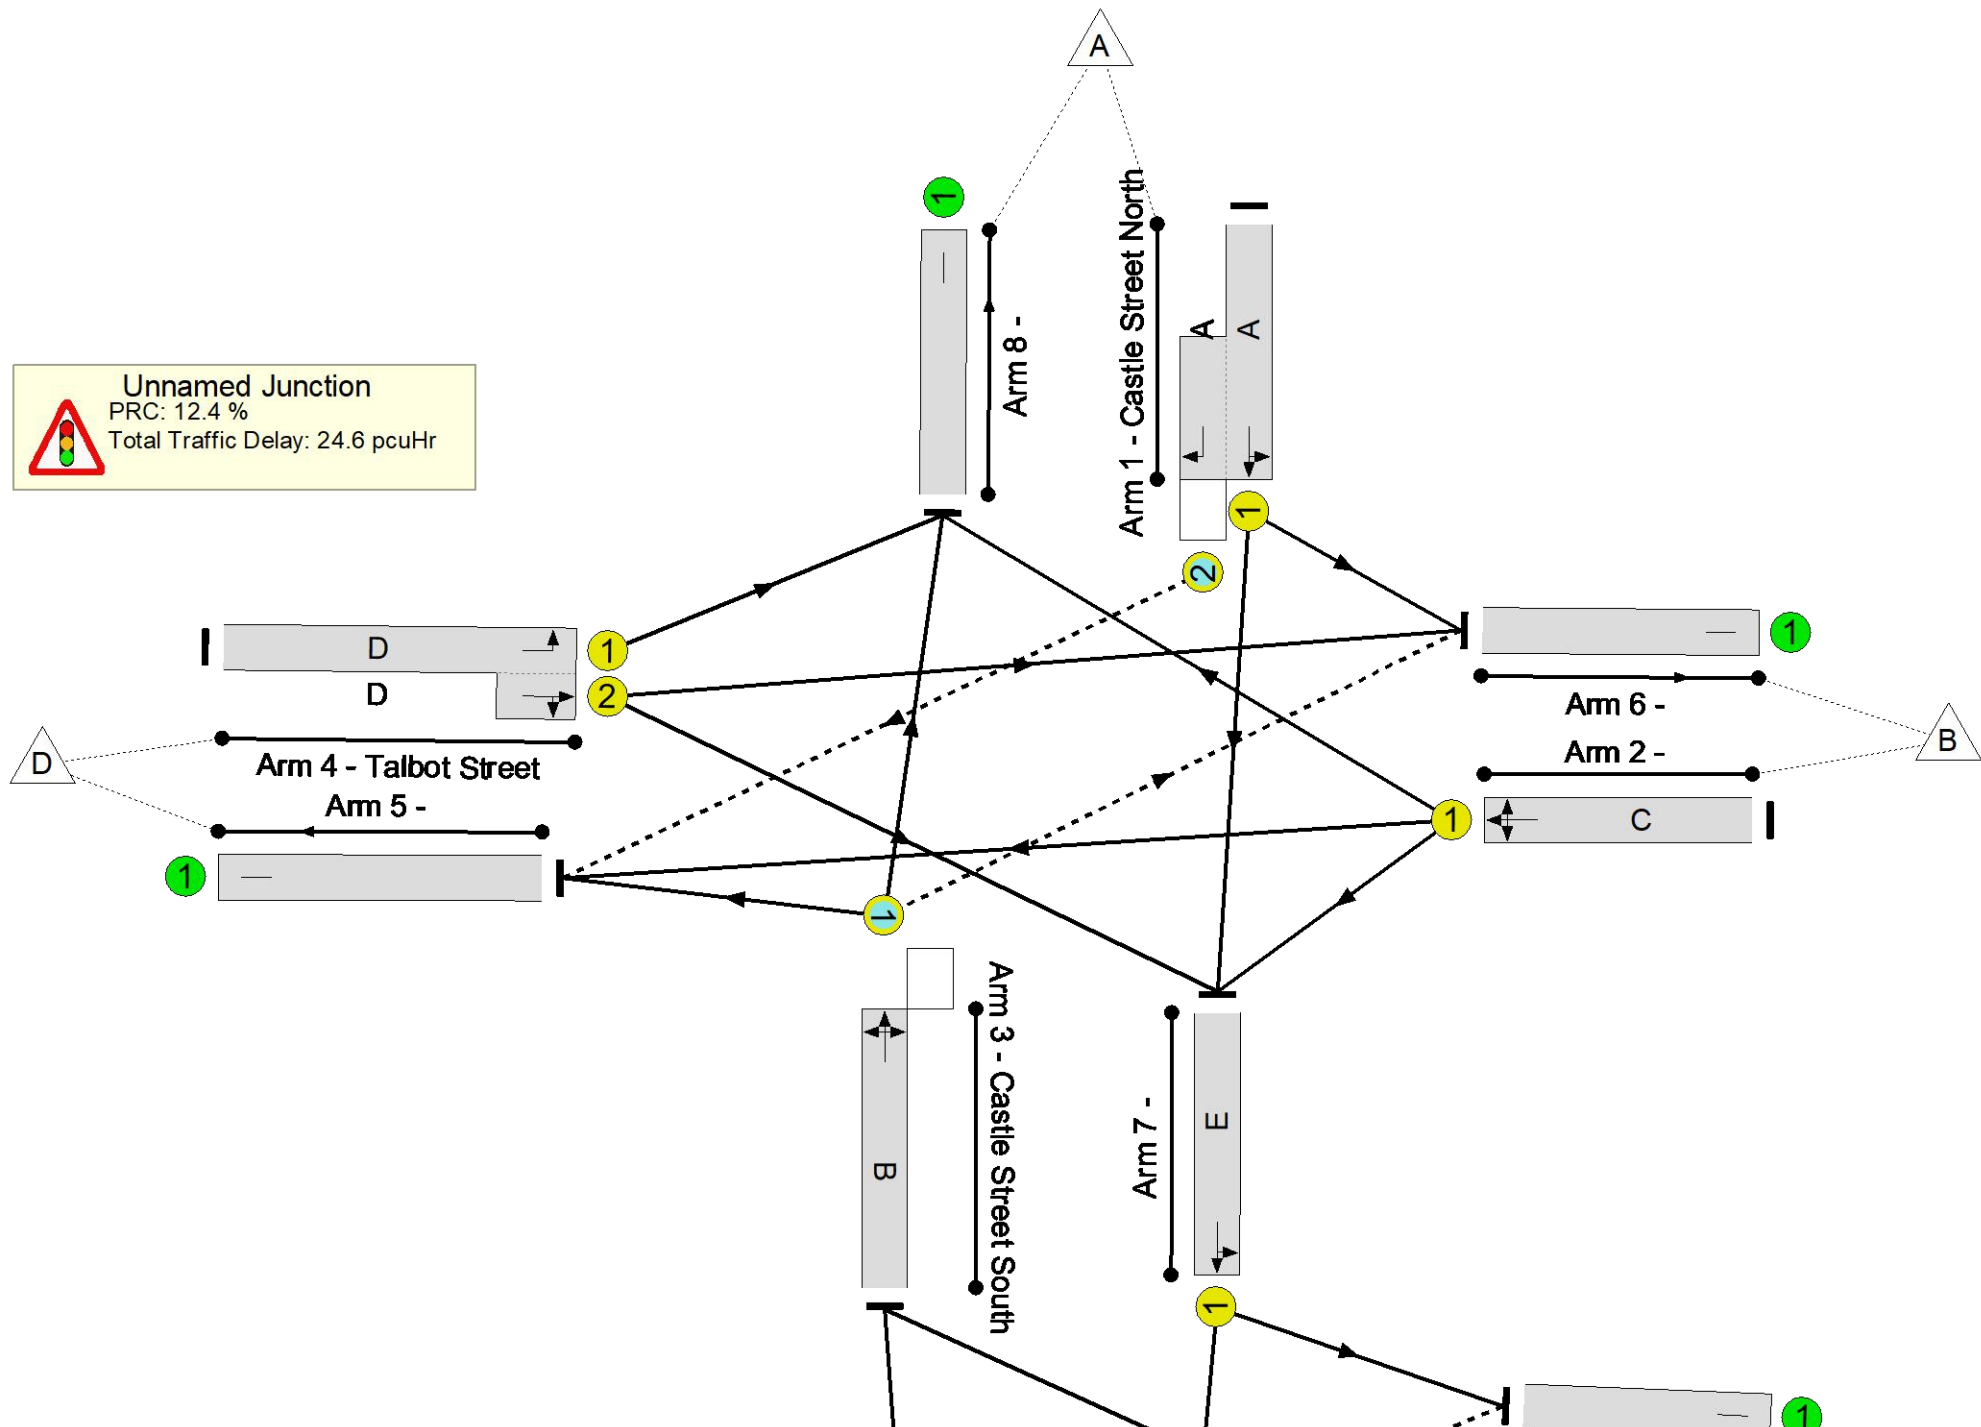 A
1
Arm 8 -
Arm 1 - Castle Street North
A
A
Unnamed Junction
PRC: 12.4 %
Total Traffic Delay: 24.6 pcuHr
1
2
D
D
1
2
1
Arm 6 -
Arm 2 -
B
D
Arm 4 - Talbot Street
Arm 5 -
1
C
1
1
Arm 3 - Castle Street South
B
Arm 7 -
E
1
1